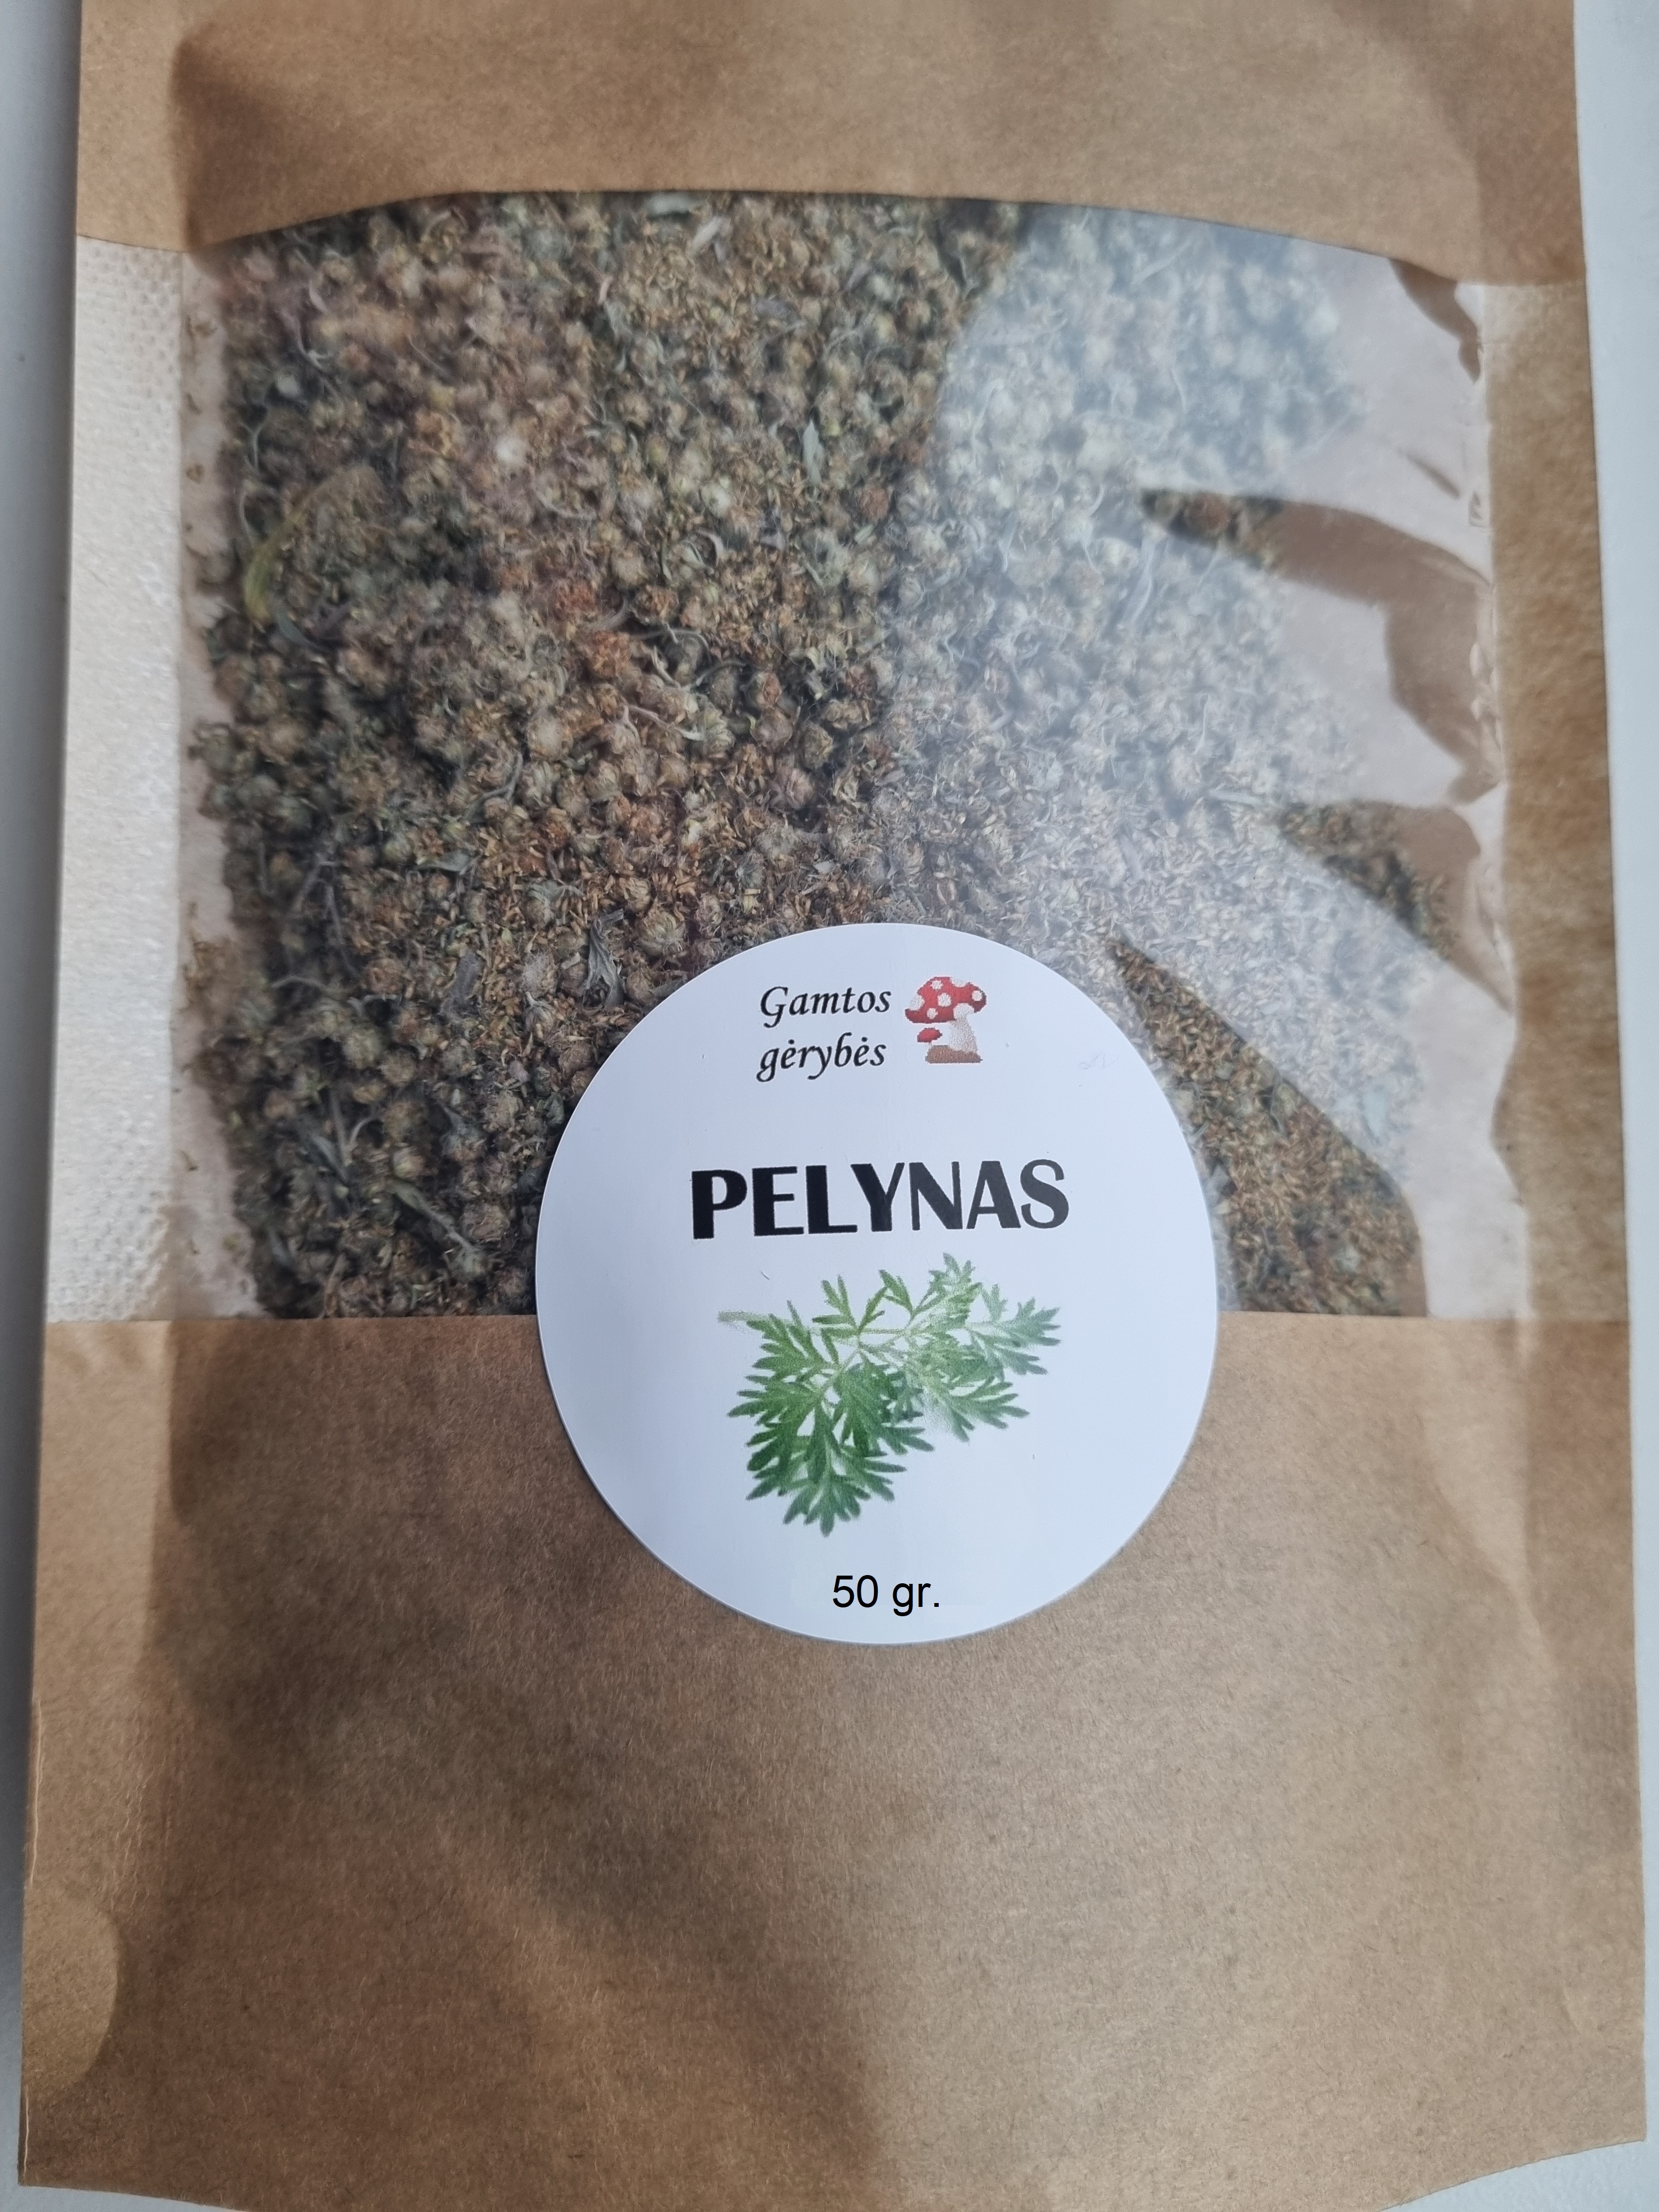 Gamtos
gėrybės
PELYNAS
50 gr.